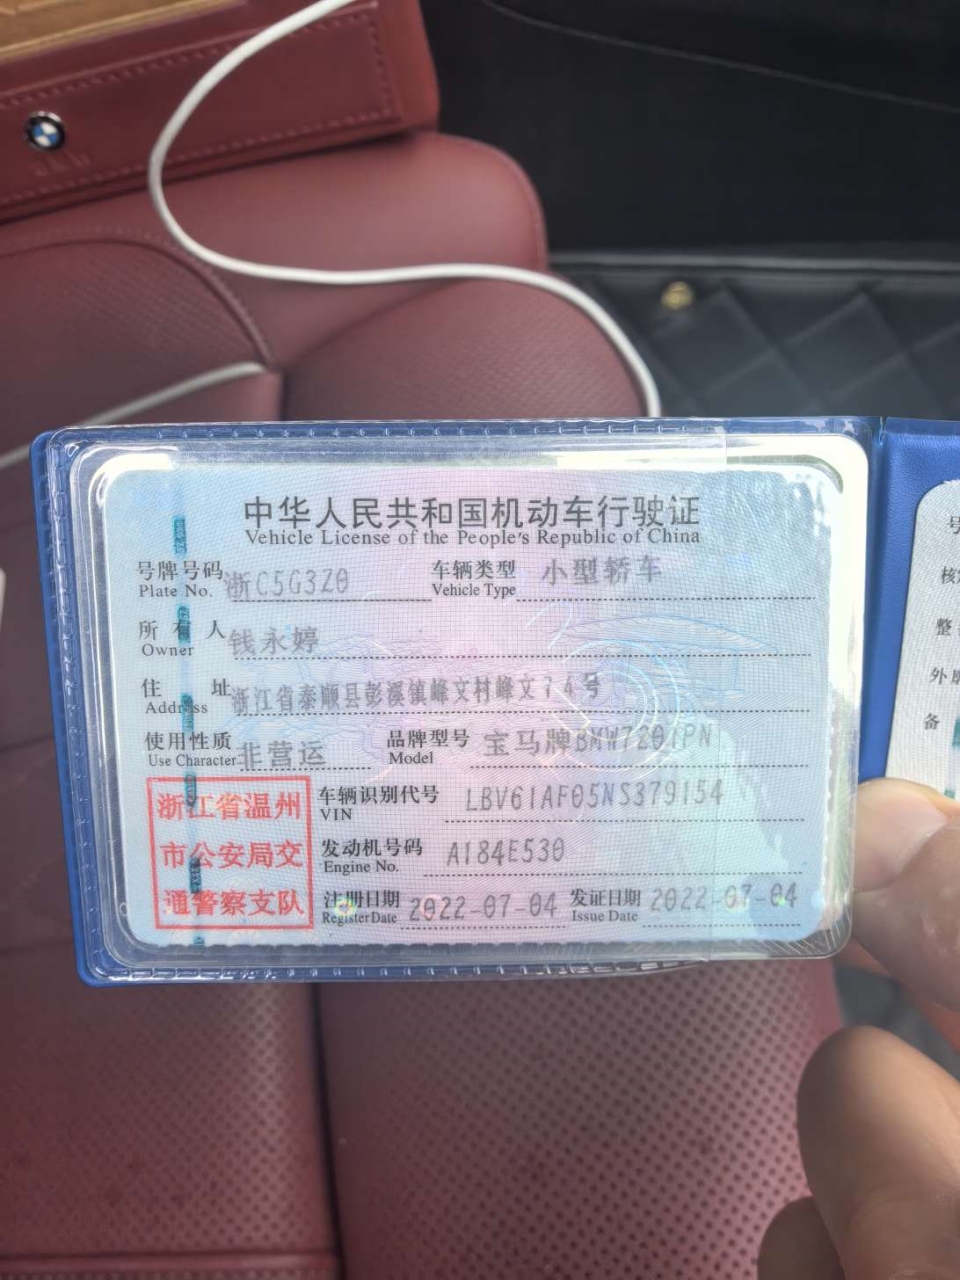 中华人民共和国机动车行驶证
Vehicle License of the People's Republic of China
号牌号码 浙C5G3Z0 车辆类型 小型轿车
Plate No. Vehicle Type
所有人 钱永婷
Owner
住址 浙江省泰顺县彭溪镇峰文村峰文74号
Address
使用性质 非营运 品牌型号 宝马牌BMW7201PN
Use Character Model
浙江省温州
市公安局交
通警察支队
车辆识别代号 LBV61AF05NS379154
VIN
发动机号码 A184E530
Engine No.
注册日期 2022-07-04 发证日期 2022-07-04
Register Date Issue Date
号
核
整
外
备